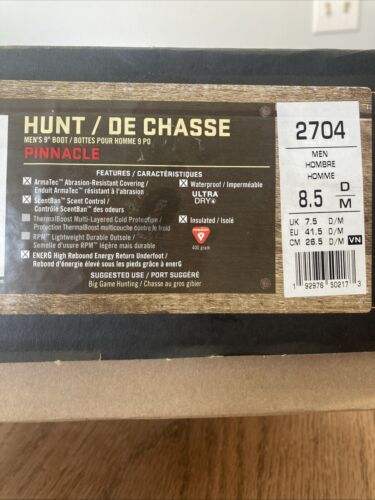 HUNT / DE CHASSE
MEN'S 9" BOOT / BOTTES POUR HOMME 9 PO
PINNACLE
FEATURES / CARACTÉRISTIQUES
ArmaTec™ Abrasion-Resistant Covering /
Enduit ArmaTec™ résistant à l'abrasion
ScentBan™ Scent Control /
Contrôle ScentBan™ des odeurs
ThermalBoost Multi-Layered Cold Protection /
Protection ThermalBoost multicouche contre le froid
RPM™ Lightweight Durable Outsole /
Semelle d'usure RPM™ légère mais durable
ENERG High Rebound Energy Return Underfoot /
Rebond d'énergie élevé sous les pieds grâce à enerG
Waterproof / Imperméable
ULTRA
DRY
Insulated / Isolé
400 gram
SUGGESTED USE / PORT SUGGÉRÉ
Big Game Hunting / Chasse au gros gibier
2704
MEN
HOMBRE
HOMME
8.5 D/M
UK 7.5 D/M
EU 41.5 D/M
CM 26.5 D/M VN
1 92976 50217 3